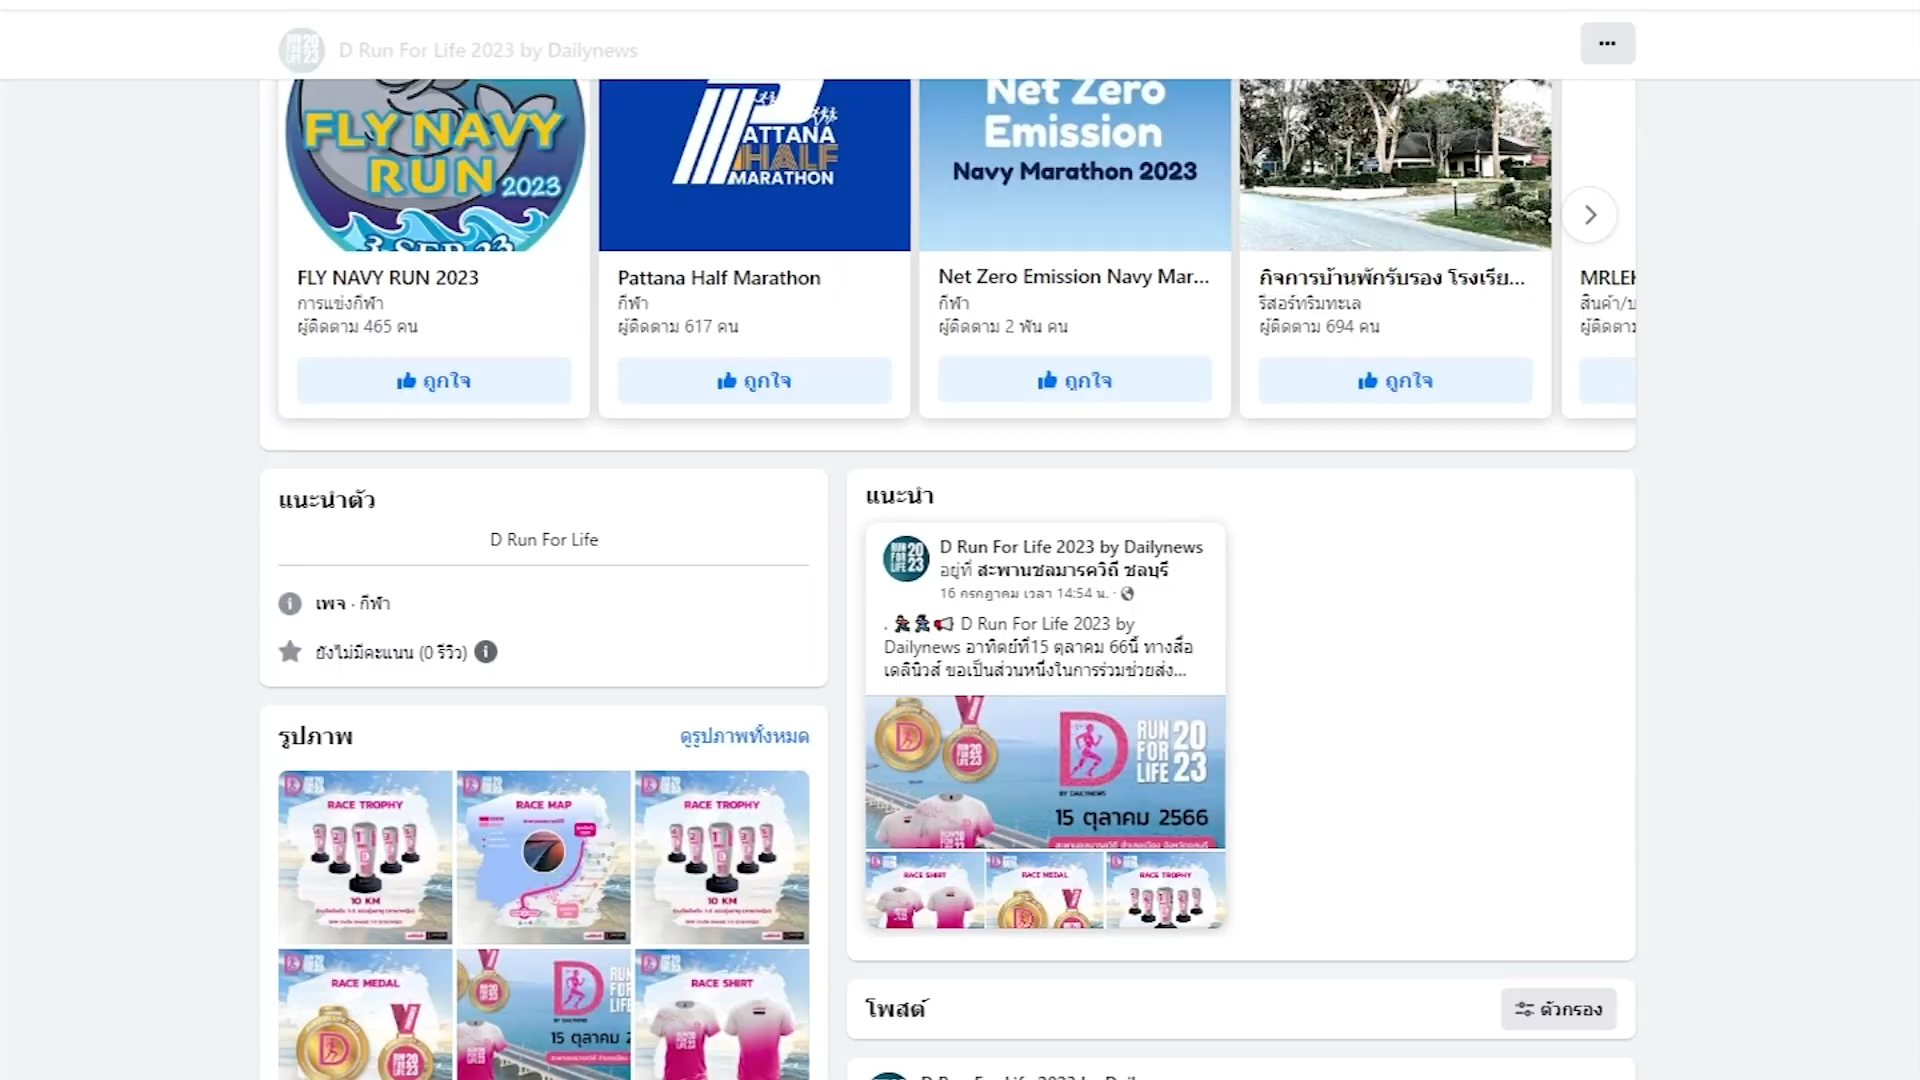 D Run For Life 2023 by Dailynews
FLY NAVY
RUN 2023
ATTANA
HALF
MARATHON
Net Zero
Emission
Navy Marathon 2023
FLY NAVY RUN 2023
การแข่งกีฬา
ผู้ติดตาม 465 คน
ถูกใจ
Pattana Half Marathon
กีฬา
ผู้ติดตาม 617 คน
ถูกใจ
Net Zero Emission Navy Mar...
กีฬา
ผู้ติดตาม 2 พัน คน
ถูกใจ
กิจการบ้านพักรับรอง โรงเรีย...
รีสอร์ทริมทะเล
ผู้ติดตาม 694 คน
ถูกใจ
แนะนำตัว
D Run For Life
เพจ · กีฬา
ยังไม่มีคะแนน (0 รีวิว)
รูปภาพ
ดูรูปภาพทั้งหมด
RACE TROPHY
10 KM
RACE MAP
RACE TROPHY
10 KM
RACE MEDAL
15 ตุลาคม
RACE SHIRT
แนะนำ
D Run For Life 2023 by Dailynews
อยู่ที่ สะพานชลมารควิถี ชลบุรี
16 กรกฎาคม เวลา 14:54 น. ·
. D Run For Life 2023 by
Dailynews อาทิตย์ที่15 ตุลาคม 66นี้ ทางสื่อ
เดลินิวส์ ขอเป็นส่วนหนึ่งในการร่วมช่วยส่ง...
D RUN 20
FOR 23
LIFE
BY DAILYNEWS
15 ตุลาคม 2566
RACE SHIRT
RACE MEDAL
RACE TROPHY
โพสต์
ตัวกรอง